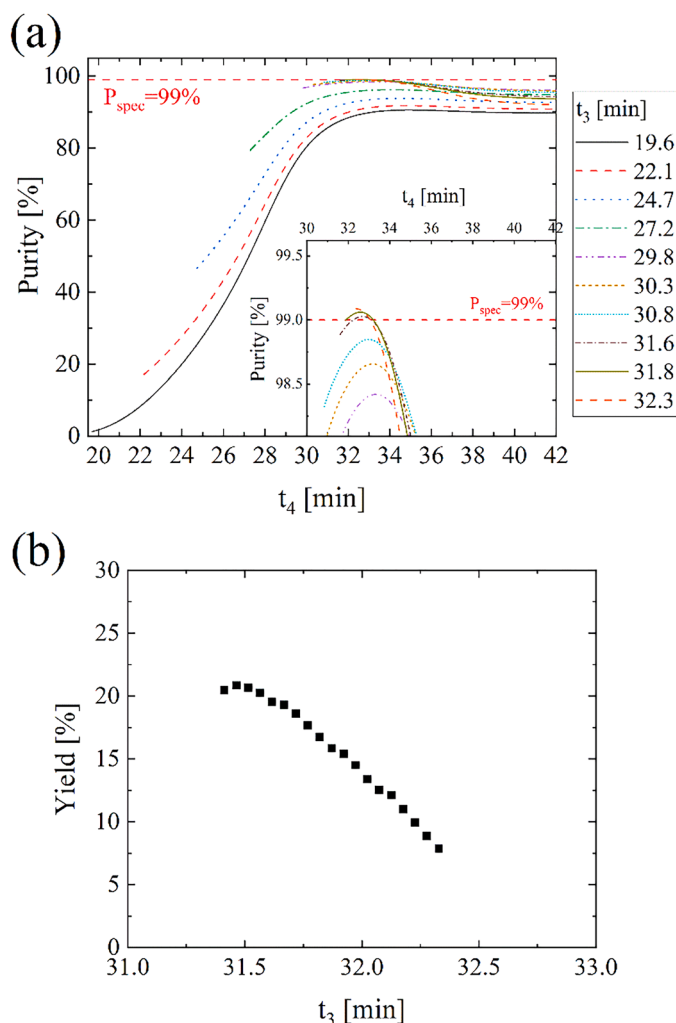 (a)
100
80
60
40
20
0
Purity [%]
P_spec=99%
20 22 24 26 28 30 32 34 36 38 40 42
t_4 [min]
t_4 [min]
30 32 34 36 38 40 42
99.5
99.0
98.5
Purity [%]
P_spec=99%
t_3 [min]
19.6
22.1
24.7
27.2
29.8
30.3
30.8
31.6
31.8
32.3
(b)
30
25
20
15
10
5
0
Yield [%]
31.0 31.5 32.0 32.5 33.0
t_3 [min]